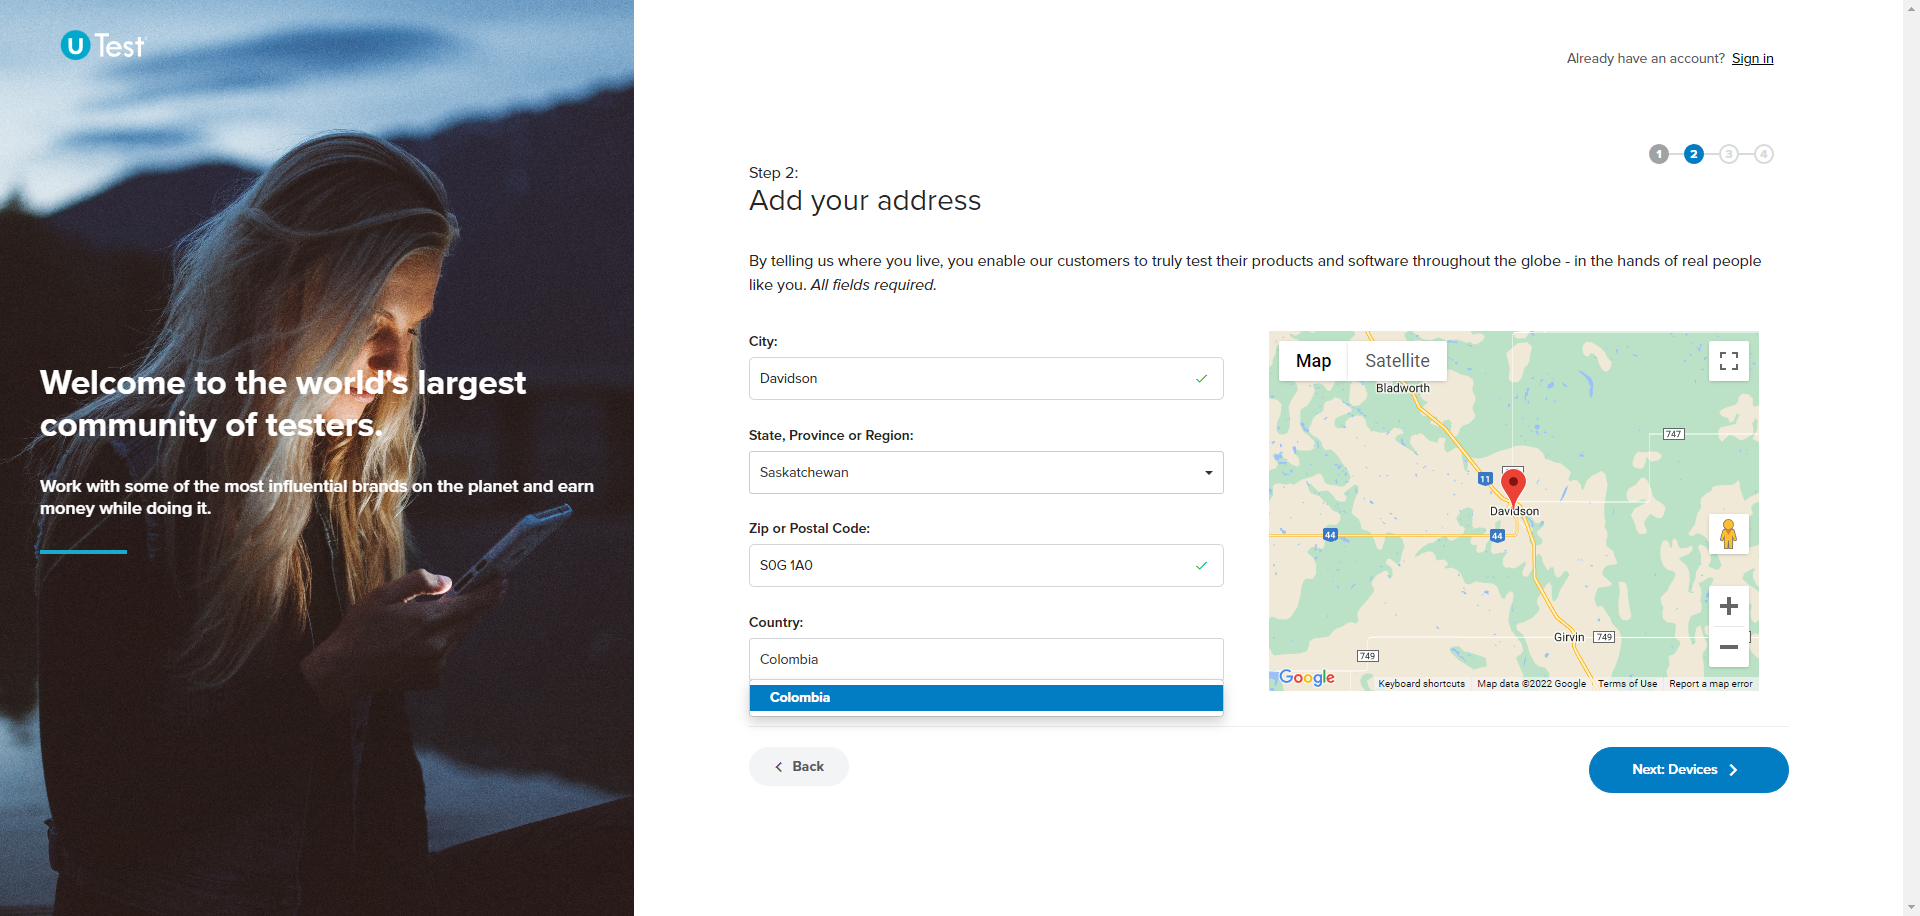 U Test
Welcome to the world's largest
community of testers.
Work with some of the most influential brands on the planet and earn
money while doing it.
Already have an account? Sign in
1 2 3 4
Step 2:
Add your address
By telling us where you live, you enable our customers to truly test their products and software throughout the globe - in the hands of real people
like you. All fields required.
City:
Davidson
State, Province or Region:
Saskatchewan
Zip or Postal Code:
S0G 1A0
Country:
Colombia
Colombia
Map Satellite
Bladworth
747
11
Davidson
44
44
Girvin 749
749
Google
Keyboard shortcuts Map data ©2022 Google Terms of Use Report a map error
Back
Next: Devices